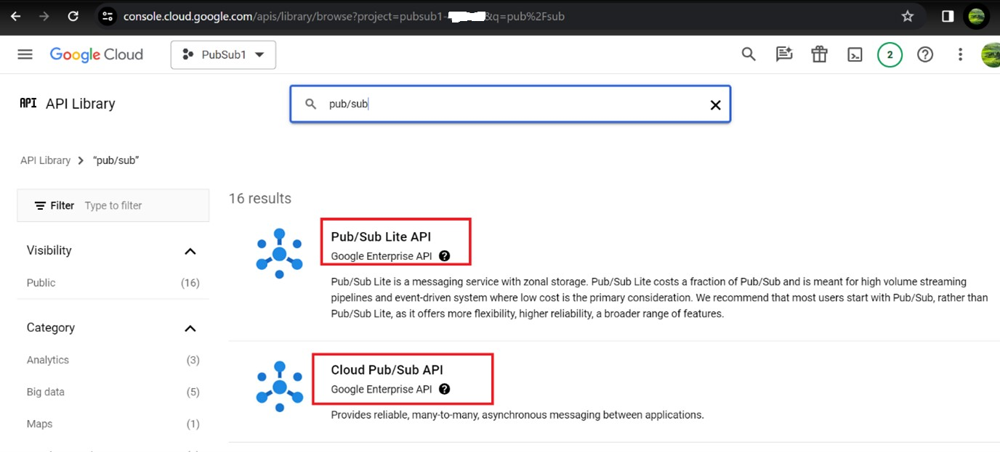 console.cloud.google.com/apis/library/browse?project=pubsub1- &q=pub%2Fsub
Google Cloud
PubSub1
2
API API Library
pub/sub
API Library > “pub/sub”
Filter Type to filter
16 results
Visibility
Public (16)
Category
Analytics (3)
Big data (5)
Maps (1)
Pub/Sub Lite API
Google Enterprise API ?
Pub/Sub Lite is a messaging service with zonal storage. Pub/Sub Lite costs a fraction of Pub/Sub and is meant for high volume streaming
pipelines and event-driven system where low cost is the primary consideration. We recommend that most users start with Pub/Sub, rather than
Pub/Sub Lite, as it offers more flexibility, higher reliability, a broader range of features.
Cloud Pub/Sub API
Google Enterprise API ?
Provides reliable, many-to-many, asynchronous messaging between applications.